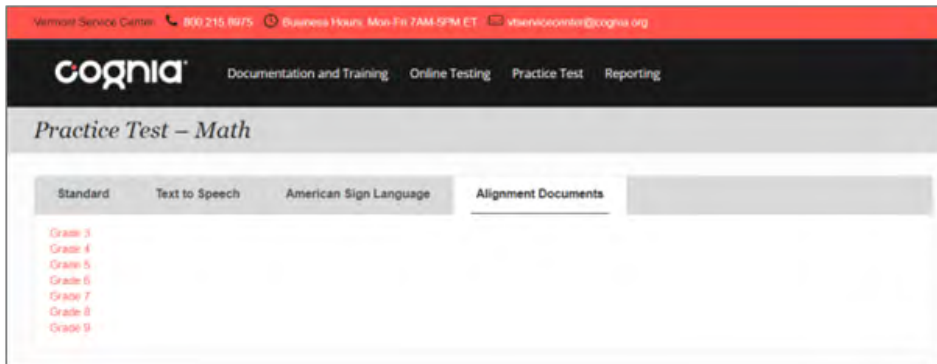 Vermont Service Center 800.215.8975 Business Hours: Mon-Fri 7AM-5PM ET vtservicecenter@cognia.org
cognia Documentation and Training Online Testing Practice Test Reporting
Practice Test – Math
Standard Text to Speech American Sign Language Alignment Documents
Grade 3
Grade 4
Grade 5
Grade 6
Grade 7
Grade 8
Grade 9